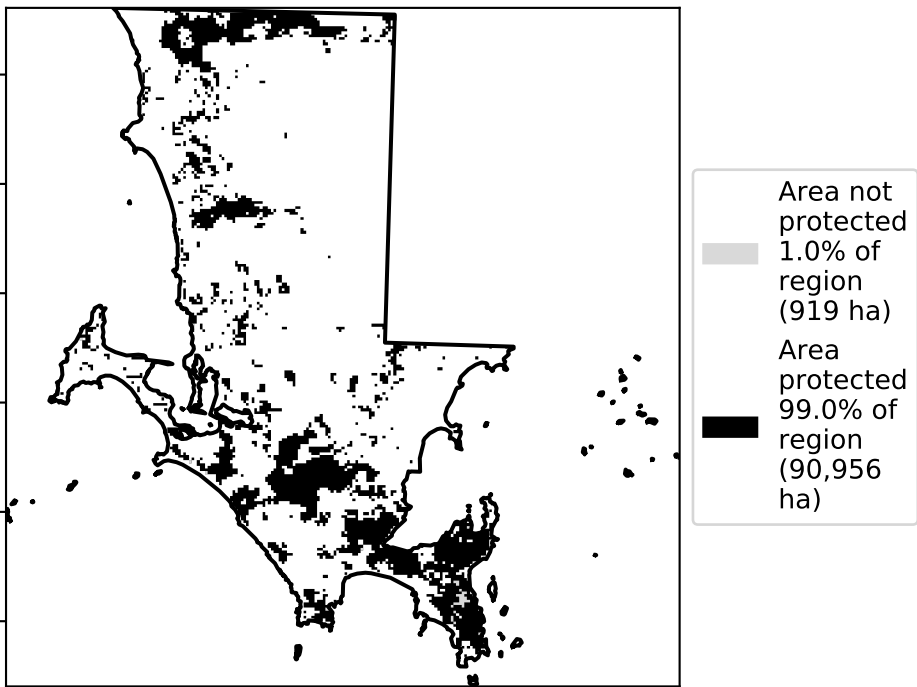 Area not
protected
1.0% of
region
(919 ha)
Area
protected
99.0% of
region
(90,956
ha)